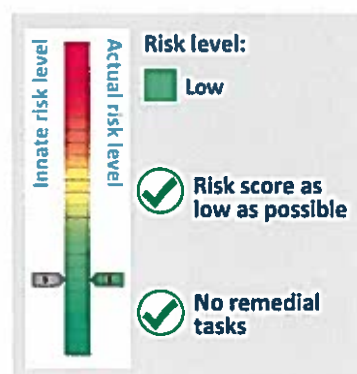 Innate risk level
Actual risk level
Risk level:
Low
Risk score as
low as possible
No remedial
tasks